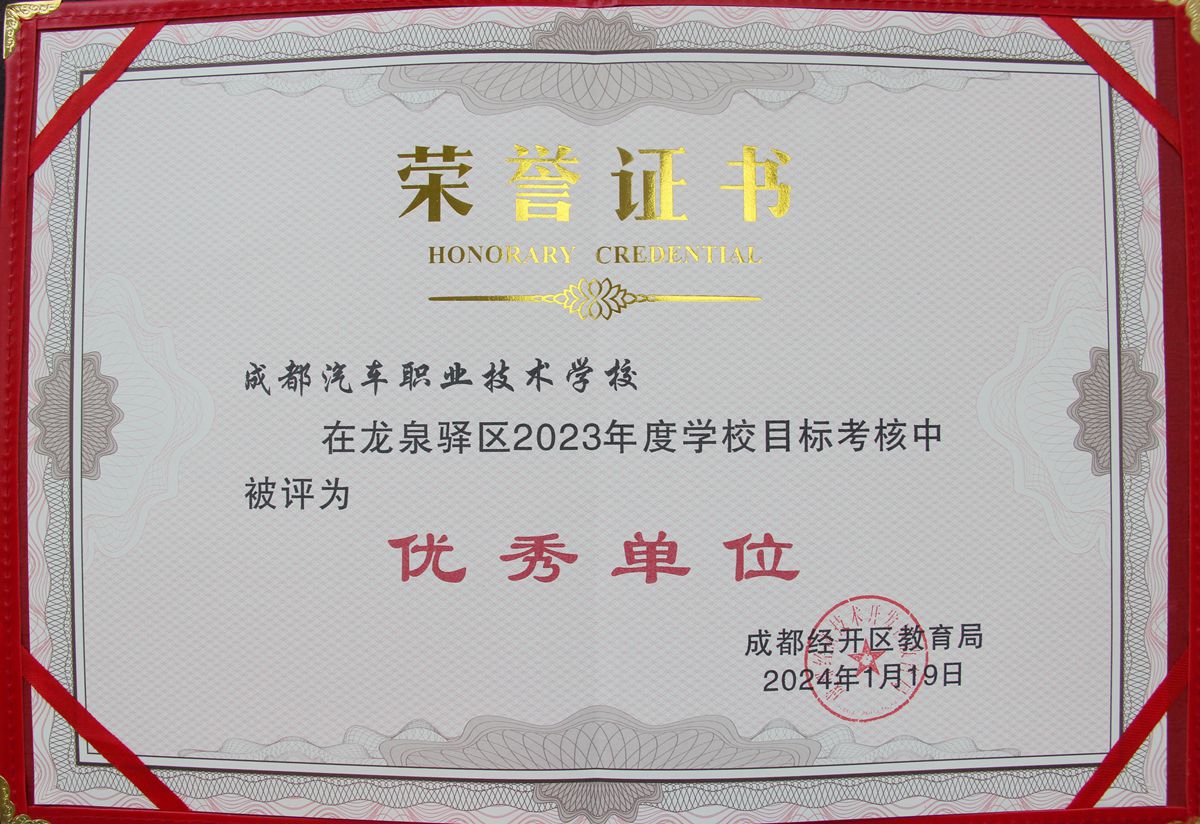 荣誉证书
HONORARY CREDENTIAL
成都汽车职业技术学校
在龙泉驿区2023年度学校目标考核中
被评为
优秀单位
成都经开区教育局
2024年1月19日